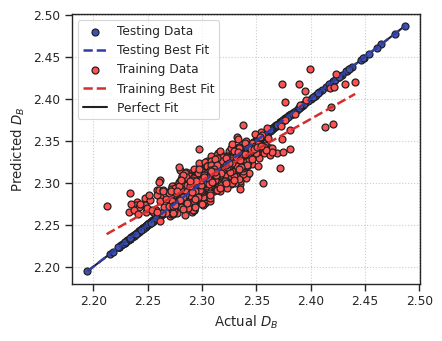 2.50
2.45
2.40
2.35
2.30
2.25
2.20
Predicted D_B
Testing Data
Testing Best Fit
Training Data
Training Best Fit
Perfect Fit
2.20 2.25 2.30 2.35 2.40 2.45 2.50
Actual D_B